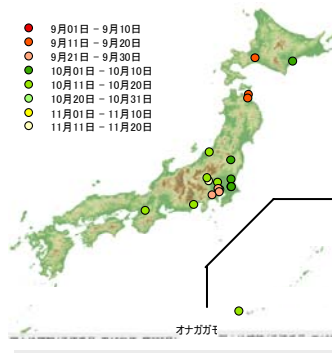 9月01日 - 9月10日
9月11日 - 9月20日
9月21日 - 9月30日
10月01日 - 10月10日
10月11日 - 10月20日
10月20日 - 10月31日
11月01日 - 11月10日
11月11日 - 11月20日
オナガガモ